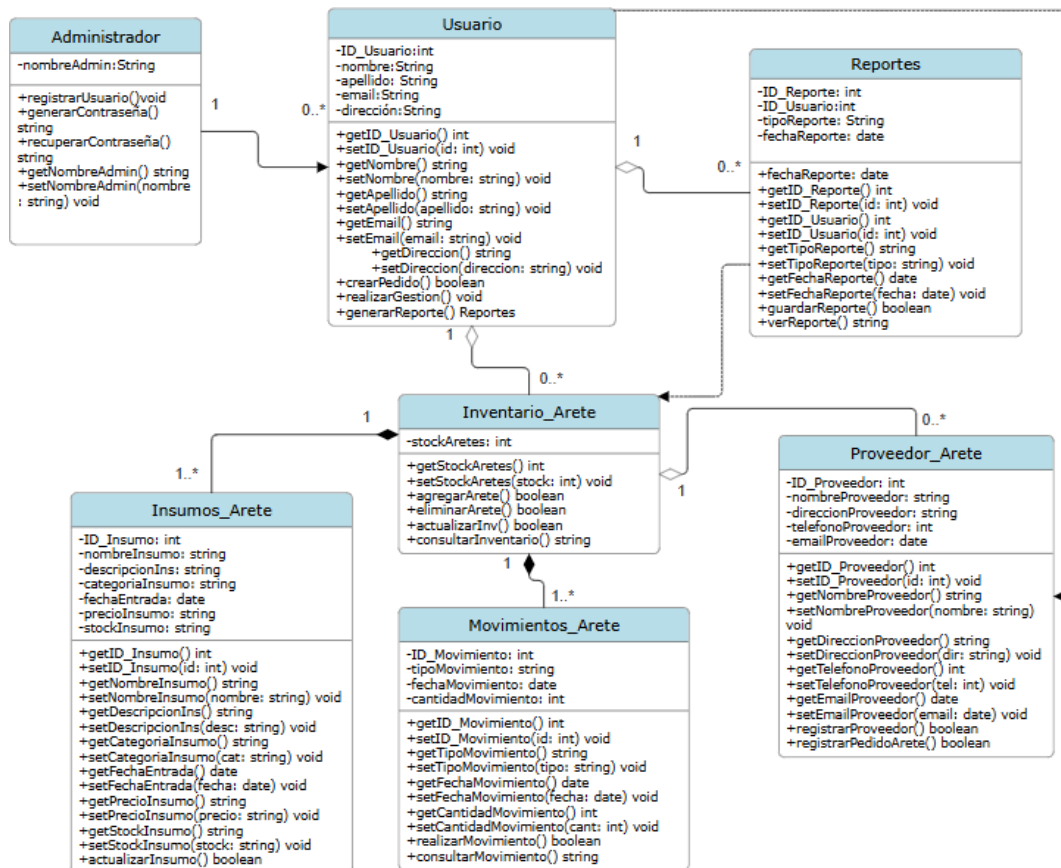 Administrador
-nombreAdmin:String
+registrarUsuario()void
+generarContraseña()
string
+recuperarContraseña()
string
+getNombreAdmin() string
+setNombreAdmin(nombre
: string) void
1
0..*
Usuario
-ID_Usuario:int
-nombre:String
-apellido: String
-email:String
-dirección:String
+getID_Usuario() int
+setID_Usuario(id: int) void
+getNombre() string
+setNombre(nombre: string) void
+getApellido() string
+setApellido(apellido: string) void
+getEmail() string
+setEmail(email: string) void
+getDireccion() string
+setDireccion(direccion: string) void
+crearPedido() boolean
+realizarGestion() void
+generarReporte() Reportes
1
0..*
Reportes
-ID_Reporte: int
-ID_Usuario:int
-tipoReporte: String
-fechaReporte: date
+fechaReporte: date
+getID_Reporte() int
+setID_Reporte(id: int) void
+getID_Usuario() int
+setID_Usuario(id: int) void
+getTipoReporte() string
+setTipoReporte(tipo: string) void
+getFechaReporte() date
+setFechaReporte(fecha: date) void
+guardarReporte() boolean
+verReporte() string
1
0..*
Inventario_Arete
-stockAretes: int
+getStockAretes() int
+setStockAretes(stock: int) void
+agregarArete() boolean
+eliminarArete() boolean
+actualizarInv() boolean
+consultarInventario() string
1
1..*
1
0..*
1
1..*
Insumos_Arete
-ID_Insumo: int
-nombreInsumo: string
-descripcionIns: string
-categoriaInsumo: string
-fechaEntrada: date
-precioInsumo: string
-stockInsumo: string
+getID_Insumo() int
+setID_Insumo(id: int) void
+getNombreInsumo() string
+setNombreInsumo(nombre: string) void
+getDescripcionIns() string
+setDescripcionIns(desc: string) void
+getCategoriaInsumo() string
+setCategoriaInsumo(cat: string) void
+getFechaEntrada() date
+setFechaEntrada(fecha: date) void
+getPrecioInsumo() string
+setPrecioInsumo(precio: string) void
+getStockInsumo() string
+setStockInsumo(stock: string) void
+actualizarInsumo() boolean
Movimientos_Arete
-ID_Movimiento: int
-tipoMovimiento: string
-fechaMovimiento: date
-cantidadMovimiento: int
+getID_Movimiento() int
+setID_Movimiento(id: int) void
+getTipoMovimiento() string
+setTipoMovimiento(tipo: string) void
+getFechaMovimiento() date
+setFechaMovimiento(fecha: date) void
+getCantidadMovimiento() int
+setCantidadMovimiento(cant: int) void
+realizarMovimiento() boolean
+consultarMovimiento() string
Proveedor_Arete
-ID_Proveedor: int
-nombreProveedor: string
-direccionProveedor: string
-telefonoProveedor: int
-emailProveedor: date
+getID_Proveedor() int
+setID_Proveedor(id: int) void
+getNombreProveedor() string
+setNombreProveedor(nombre: string)
void
+getDireccionProveedor() string
+setDireccionProveedor(dir: string) void
+getTelefonoProveedor() int
+setTelefonoProveedor(tel: int) void
+getEmailProveedor() date
+setEmailProveedor(email: date) void
+registrarProveedor() boolean
+registrarPedidoArete() boolean